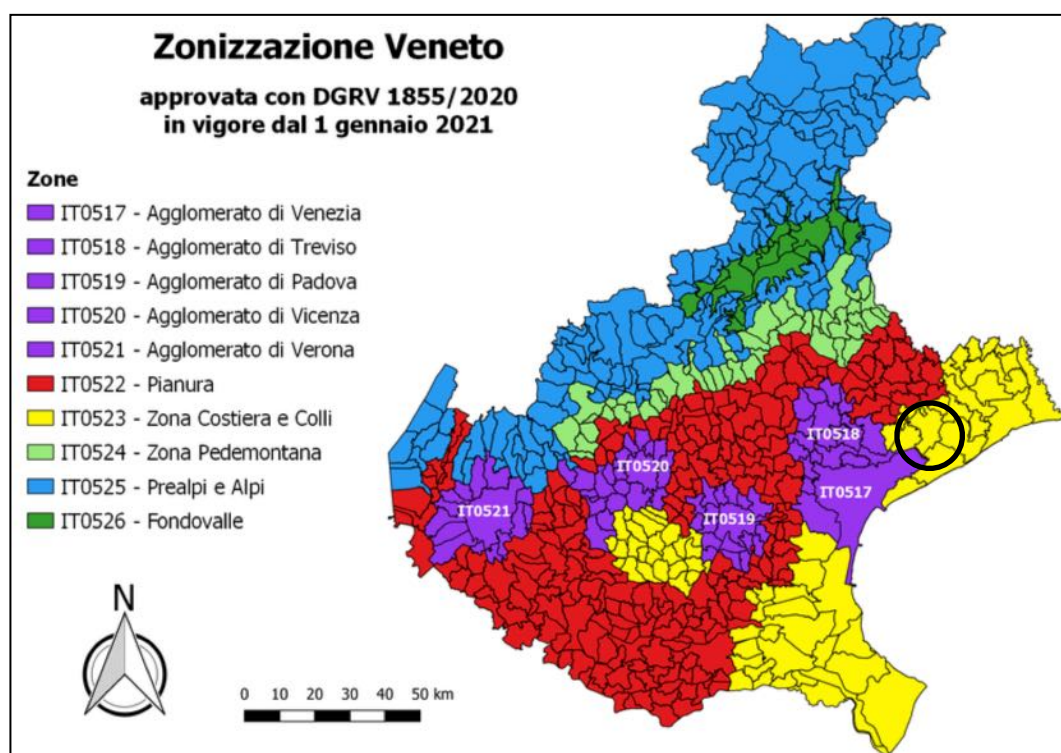 Zonizzazione Veneto
approvata con DGRV 1855/2020
in vigore dal 1 gennaio 2021
Zone
IT0517 - Agglomerato di Venezia
IT0518 - Agglomerato di Treviso
IT0519 - Agglomerato di Padova
IT0520 - Agglomerato di Vicenza
IT0521 - Agglomerato di Verona
IT0522 - Pianura
IT0523 - Zona Costiera e Colli
IT0524 - Zona Pedemontana
IT0525 - Prealpi e Alpi
IT0526 - Fondovalle
IT0518
IT0520
IT0517
IT0521
IT0519
N
0 10 20 30 40 50 km